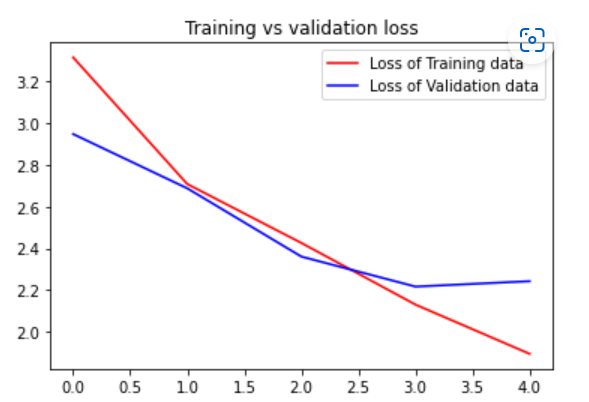 Training vs validation loss
Loss of Training data
Loss of Validation data
3.2
3.0
2.8
2.6
2.4
2.2
2.0
0.0 0.5 1.0 1.5 2.0 2.5 3.0 3.5 4.0